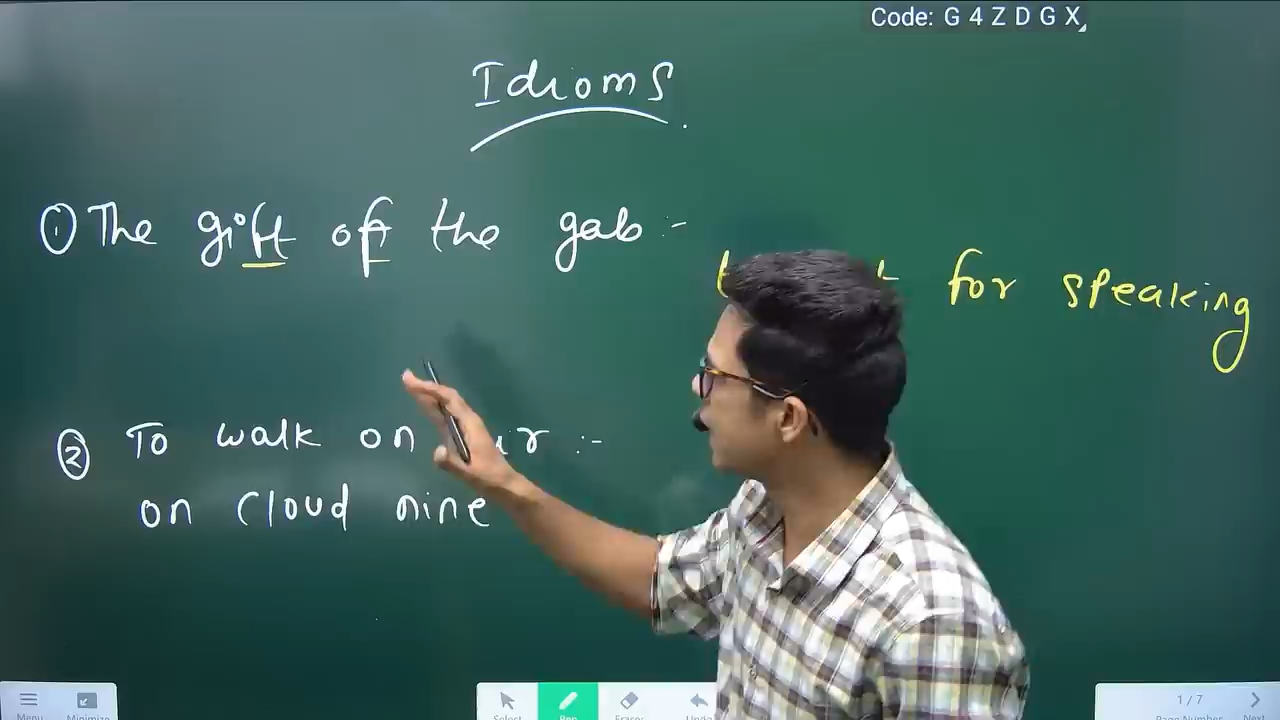 Code: G 4 Z D G X
Idioms
① The gift of the gab :-
for speaking
② To walk on :-
on cloud nine
Menu
Minimize
Select
Pen
Eraser
Undo
1 / 7
Page Number
Next